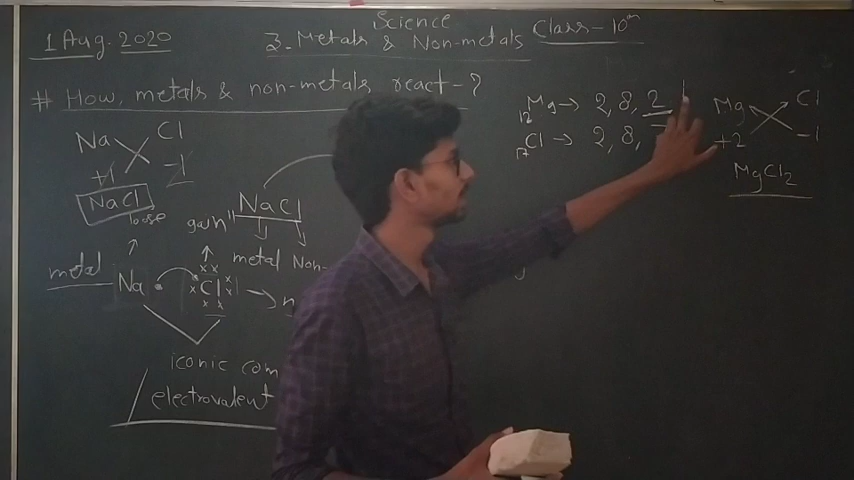 1 Aug. 2020
Science
3. Metals & Non-metals Class-10th
# How, metals & non-metals react - ?
Na Cl
+1 -1
NaCl
loose
gain
NaCl
metal Non-
metal
Na
Cl
iconic com
electrovalent
12Mg → 2, 8, 2
17Cl → 2, 8,
Mg Cl
+2 -1
MgCl2